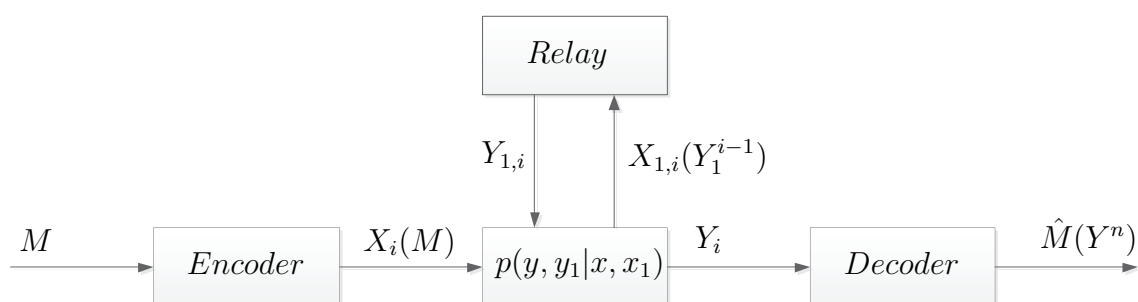 Relay
Y_{1,i}
X_{1,i}(Y_1^{i-1})
M
X_i(M)
Y_i
\hat{M}(Y^n)
Encoder
p(y, y_1|x, x_1)
Decoder